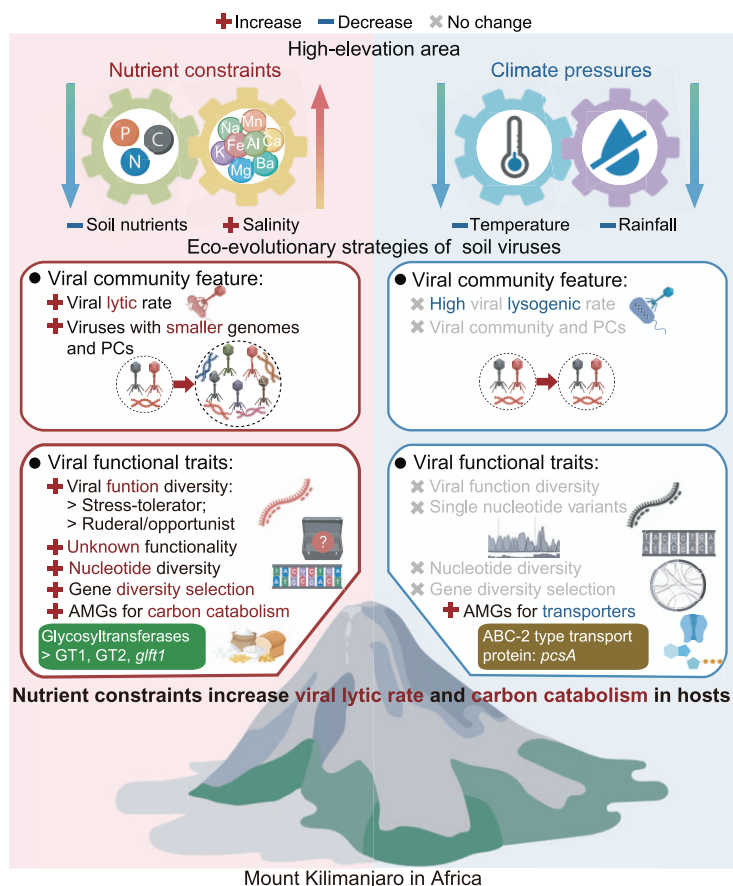 Increase Decrease No change
High-elevation area
Nutrient constraints
P
C
N
Na
Mn
K
Fe
Al
Ca
Mg
Ba
Soil nutrients
Salinity
Climate pressures
Temperature
Rainfall
Eco-evolutionary strategies of soil viruses
● Viral community feature:
Viral lytic rate
Viruses with smaller genomes
and PCs
● Viral community feature:
High viral lysogenic rate
Viral community and PCs
● Viral functional traits:
Viral funtion diversity:
> Stress-tolerator;
> Ruderal/opportunist
Unknown functionality
?
Nucleotide diversity
Gene diversity selection
AMGs for carbon catabolism
Glycosyltransferases
> GT1, GT2, glft1
● Viral functional traits:
Viral function diversity
Single nucleotide variants
Nucleotide diversity
Gene diversity selection
AMGs for transporters
ABC-2 type transport
protein: pcsA
Nutrient constraints increase viral lytic rate and carbon catabolism in hosts
Mount Kilimanjaro in Africa